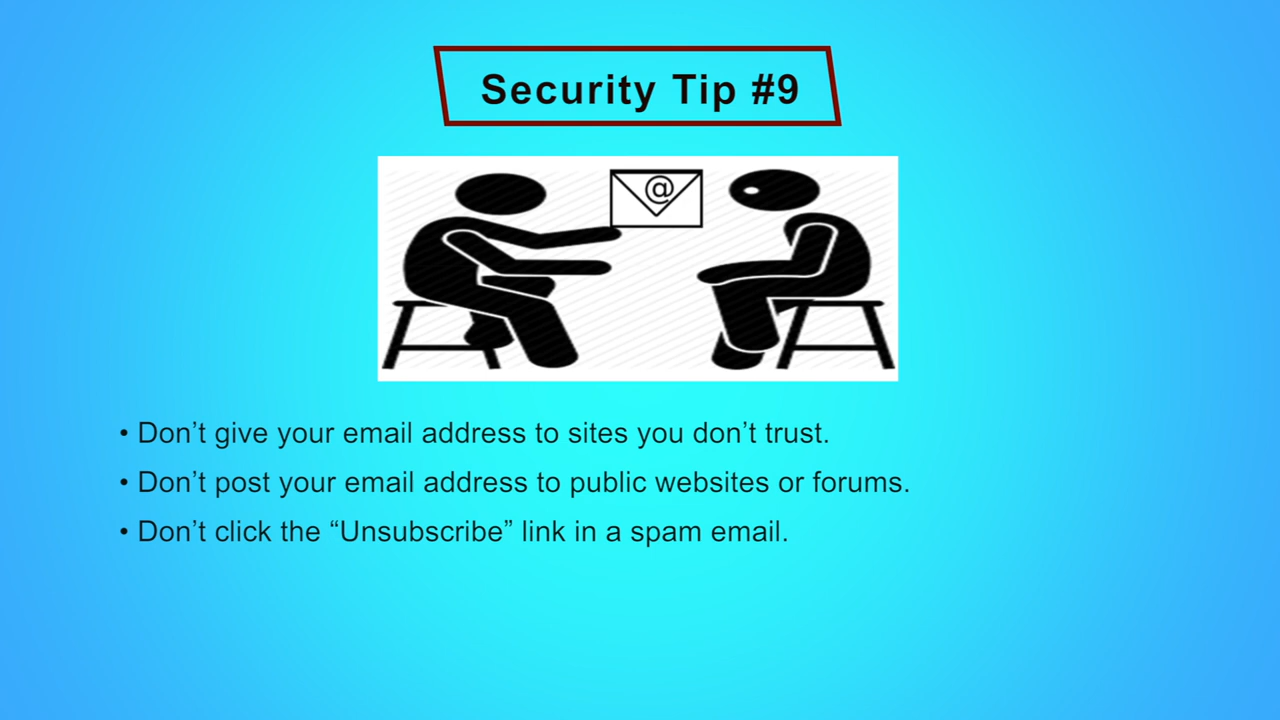 Security Tip #9
@
• Don’t give your email address to sites you don’t trust.
• Don’t post your email address to public websites or forums.
• Don’t click the “Unsubscribe” link in a spam email.